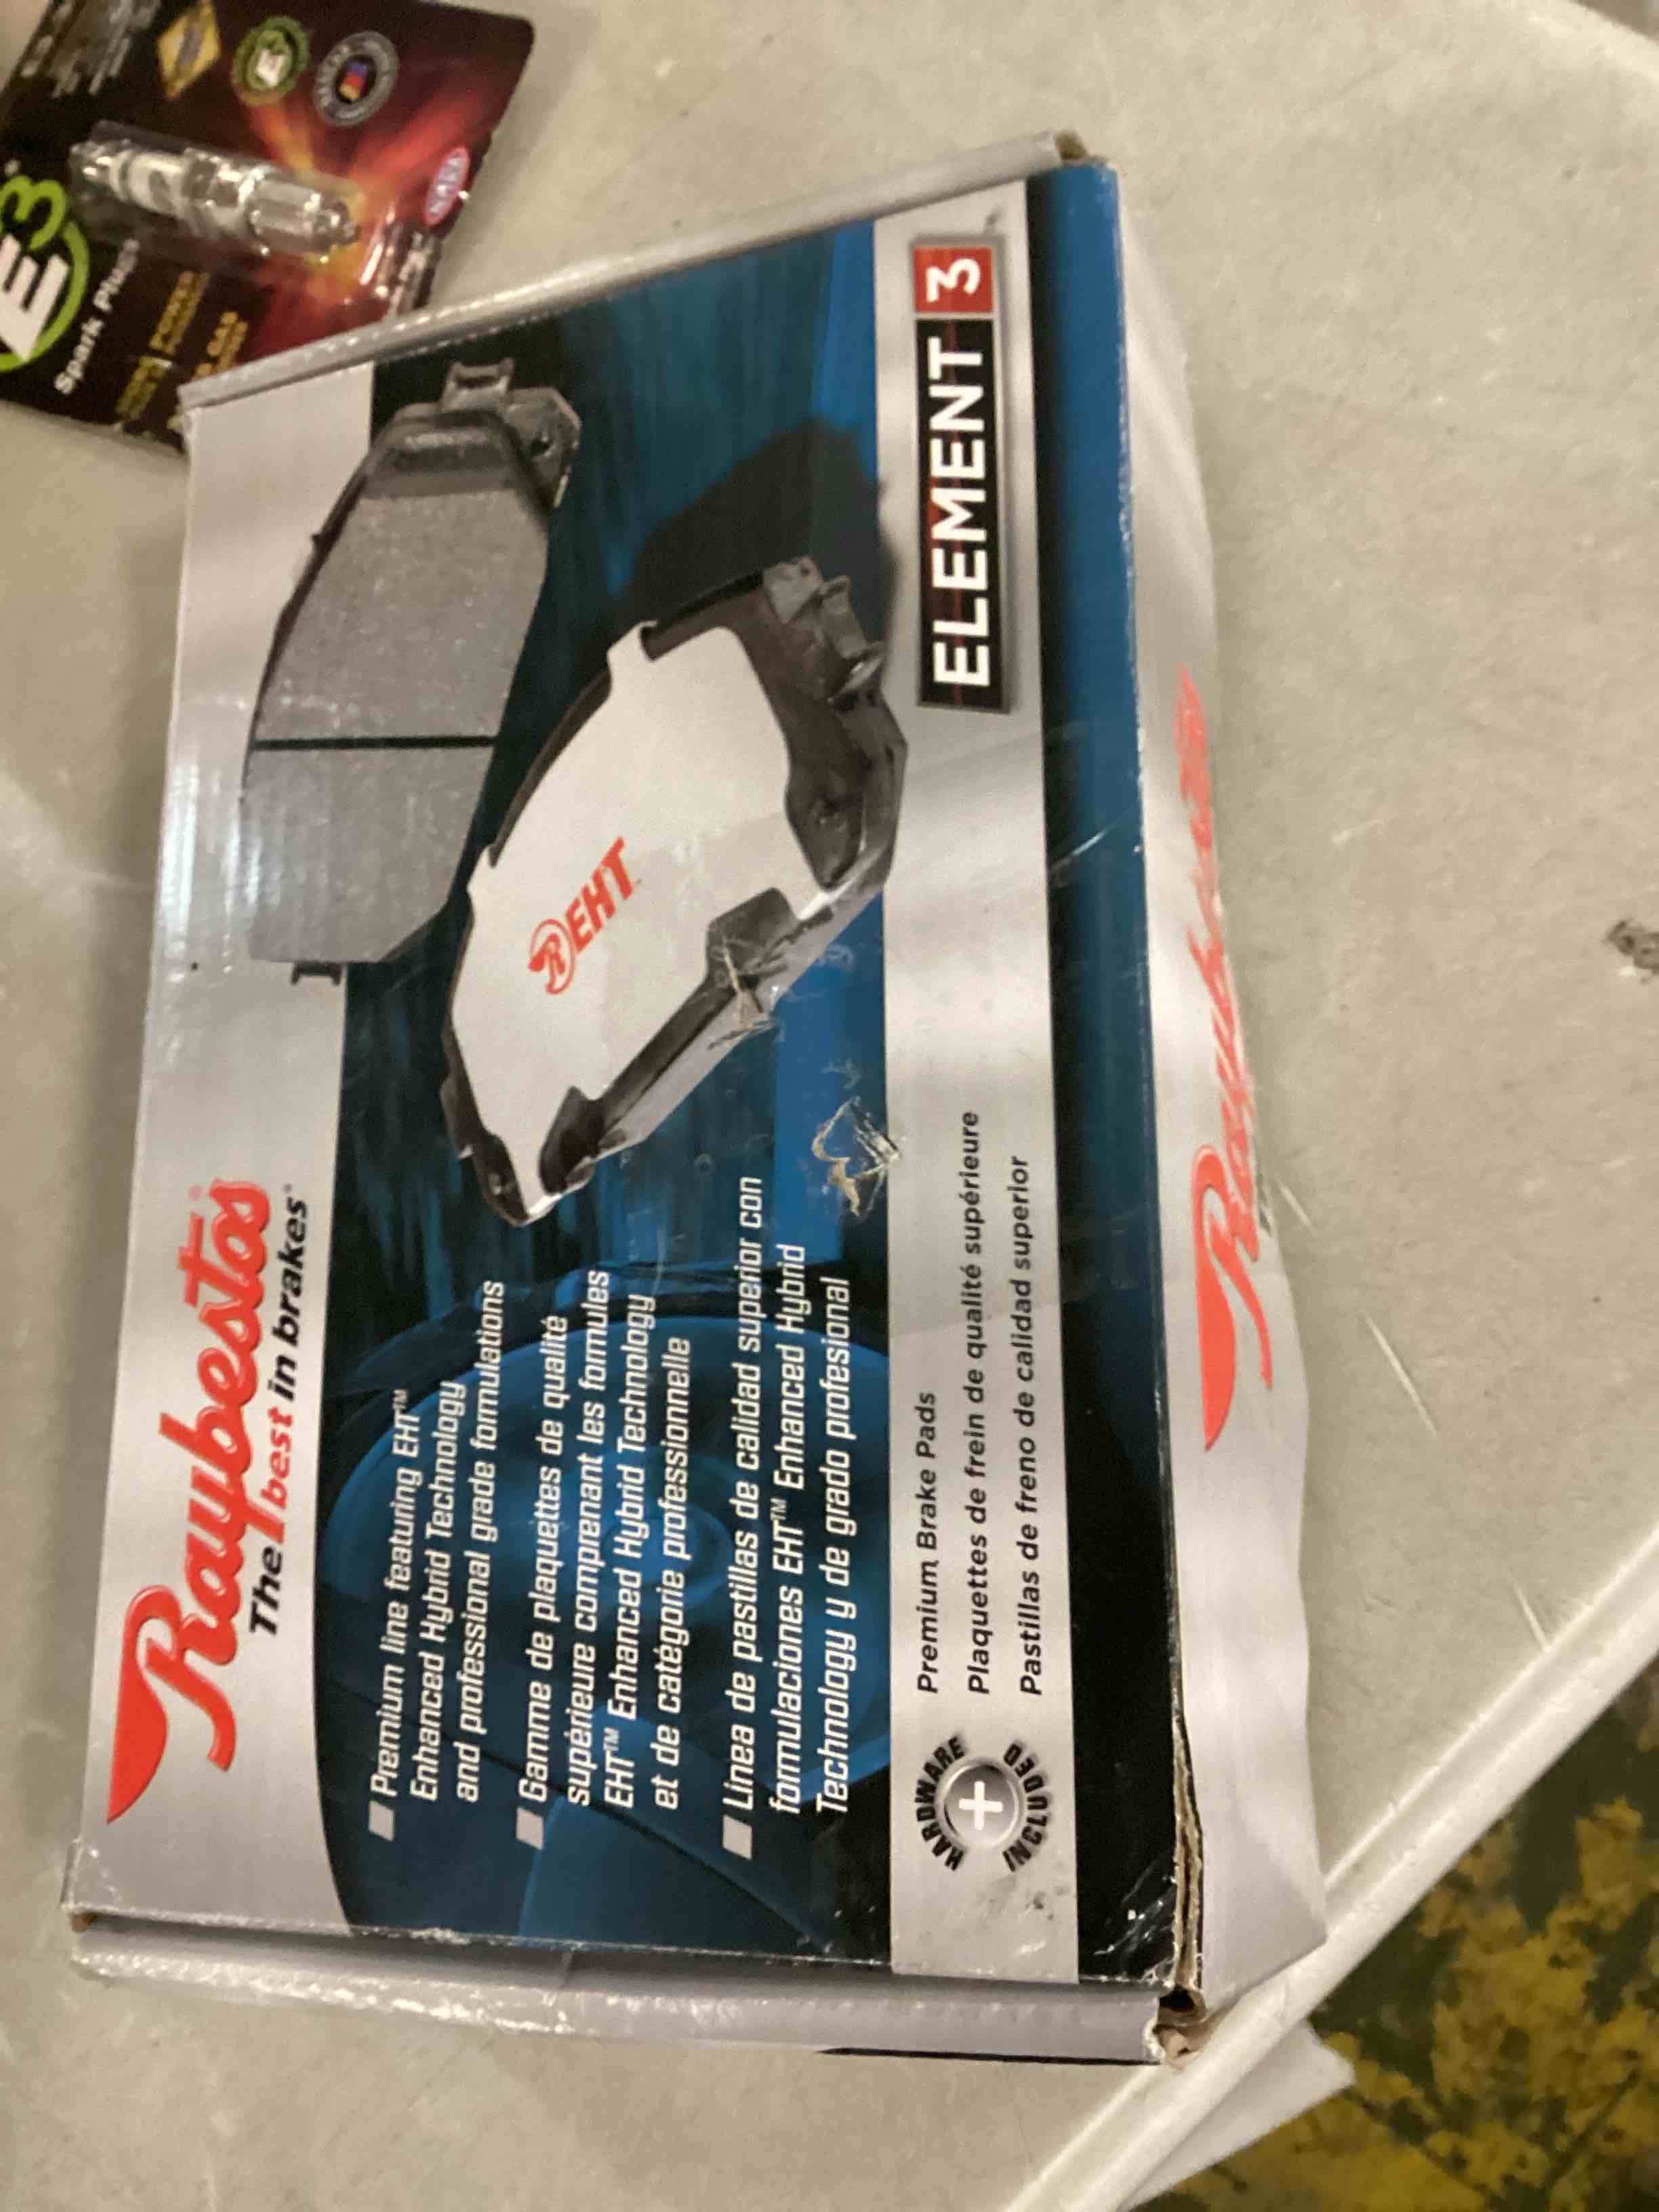 Raybestos
The best in brakes
Premium line featuring EHT™
Enhanced Hybrid Technology
and professional grade formulations
Gamme de plaquettes de qualité
supérieure comprenant les formules
EHT™ Enhanced Hybrid Technology
et de catégorie professionnelle
Línea de pastillas de calidad superior con
formulaciones EHT™ Enhanced Hybrid
Technology y de grado profesional
R EHT
HARDWARE
INCLUDED
Premium Brake Pads
Plaquettes de frein de qualité supérieure
Pastillas de freno de calidad superior
ELEMENT 3
Raybestos
E3
Spark Plugs
E3